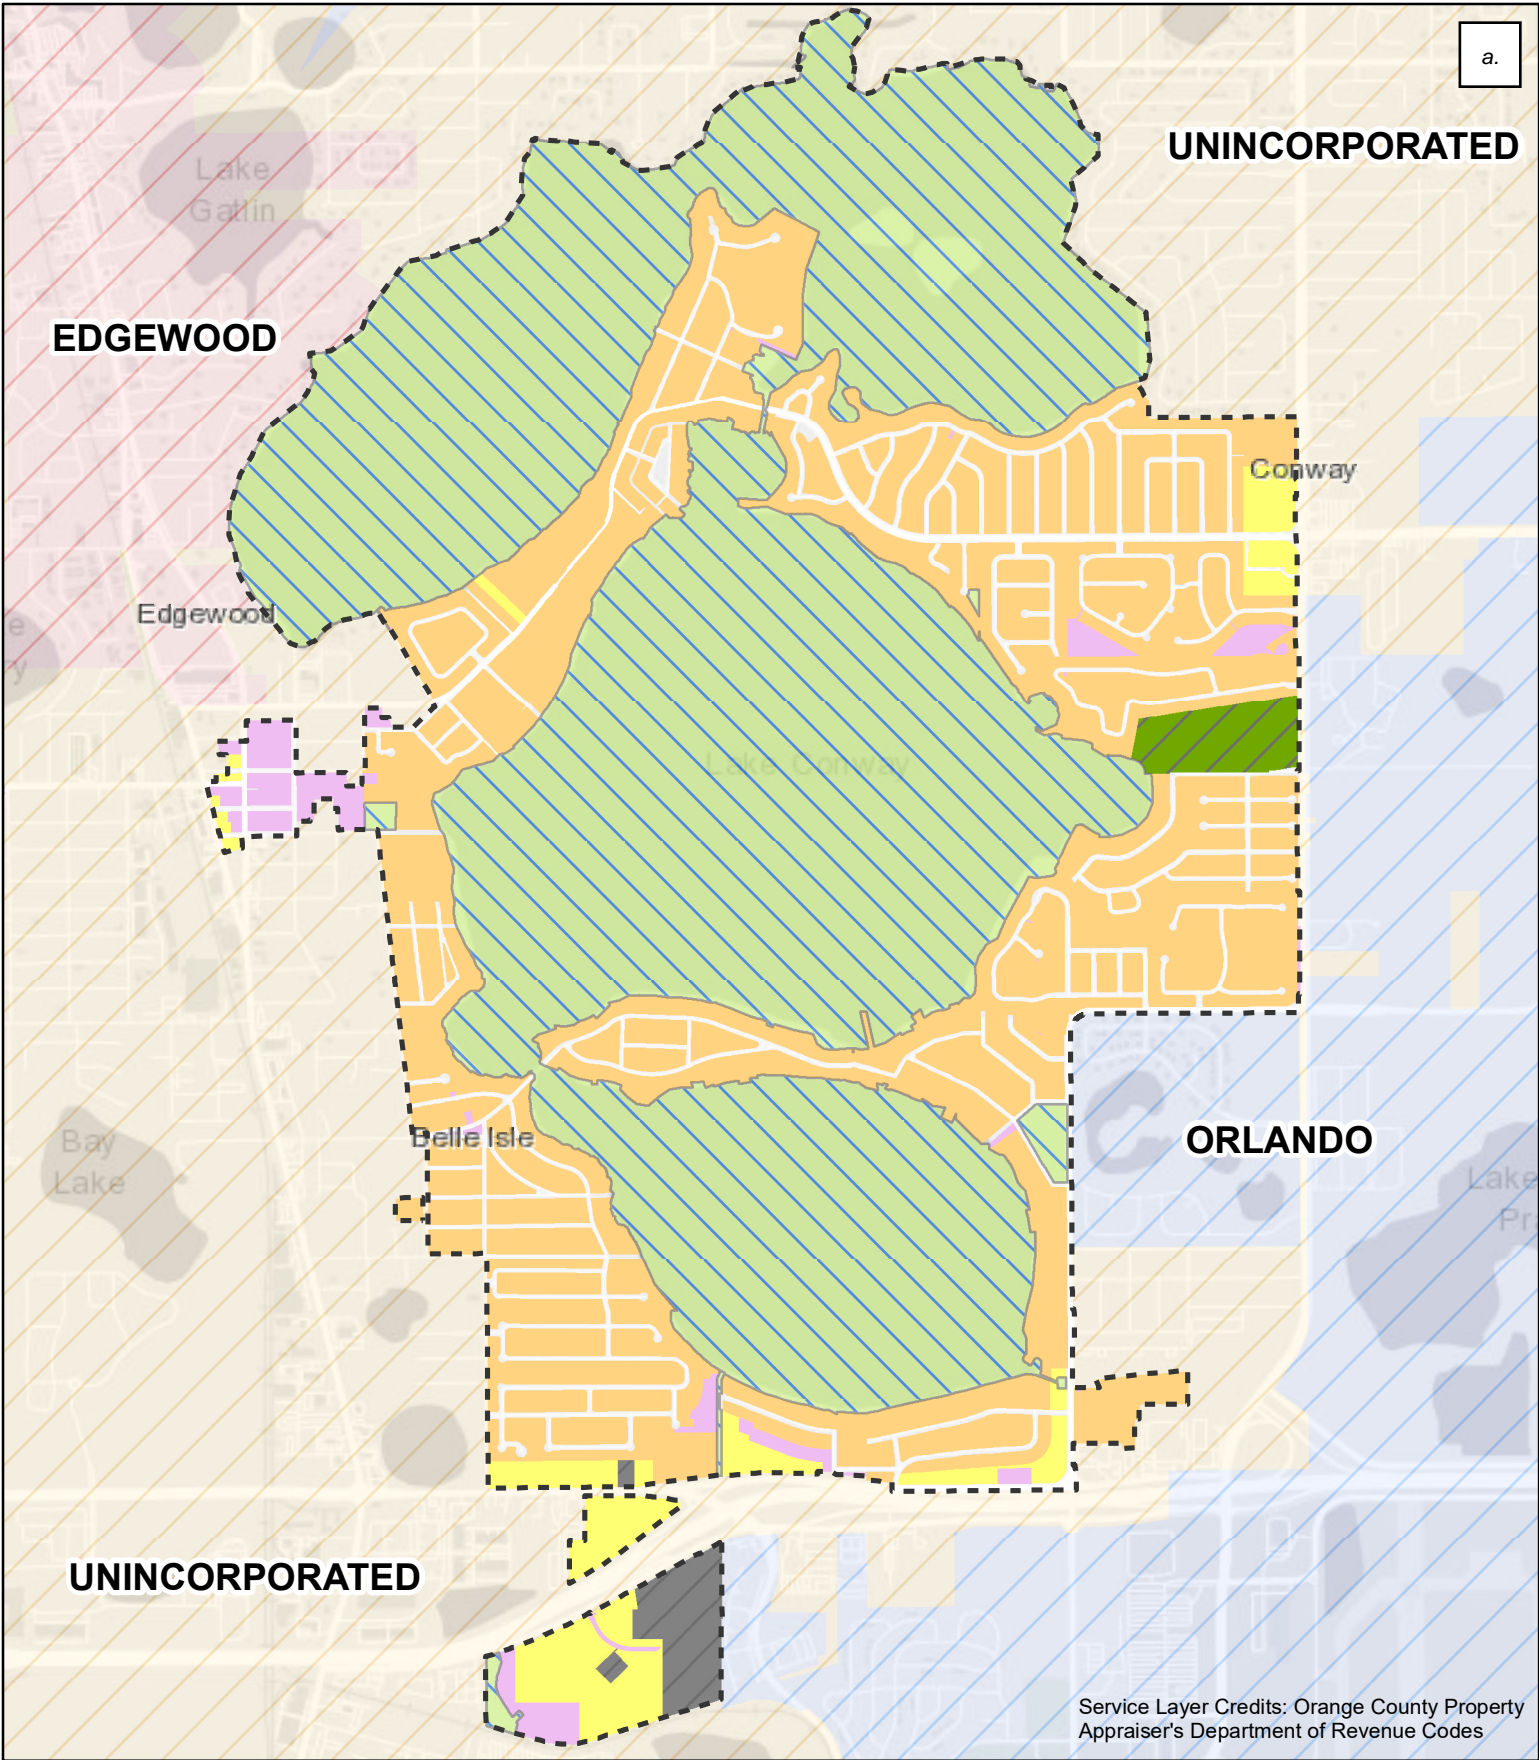 a.
UNINCORPORATED
Lake
Gatlin
EDGEWOOD
Conway
Edgewood
e
y
Lake Conway
Belle Isle
Bay
Lake
ORLANDO
Lake
Pr
UNINCORPORATED
Service Layer Credits: Orange County Property
Appraiser's Department of Revenue Codes